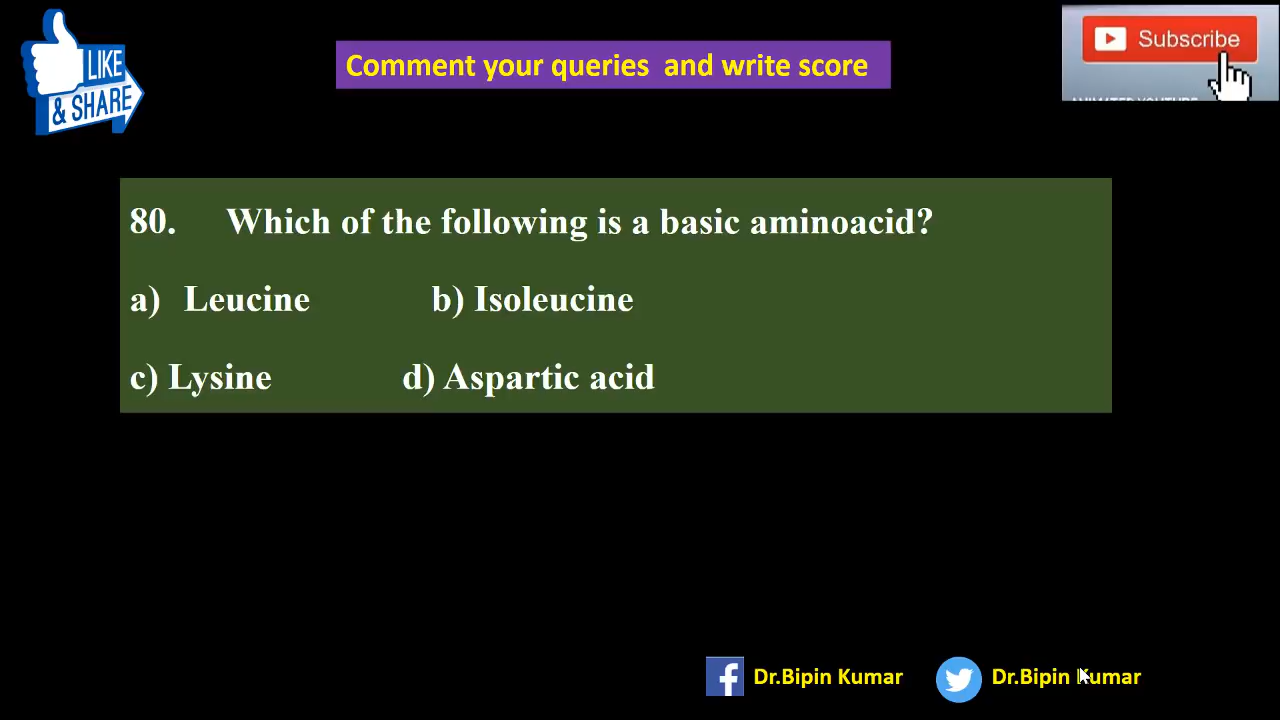 LIKE
& SHARE
Comment your queries and write score
Subscribe
80. Which of the following is a basic aminoacid?
a) Leucine b) Isoleucine
c) Lysine d) Aspartic acid
Dr.Bipin Kumar Dr.Bipin Kumar